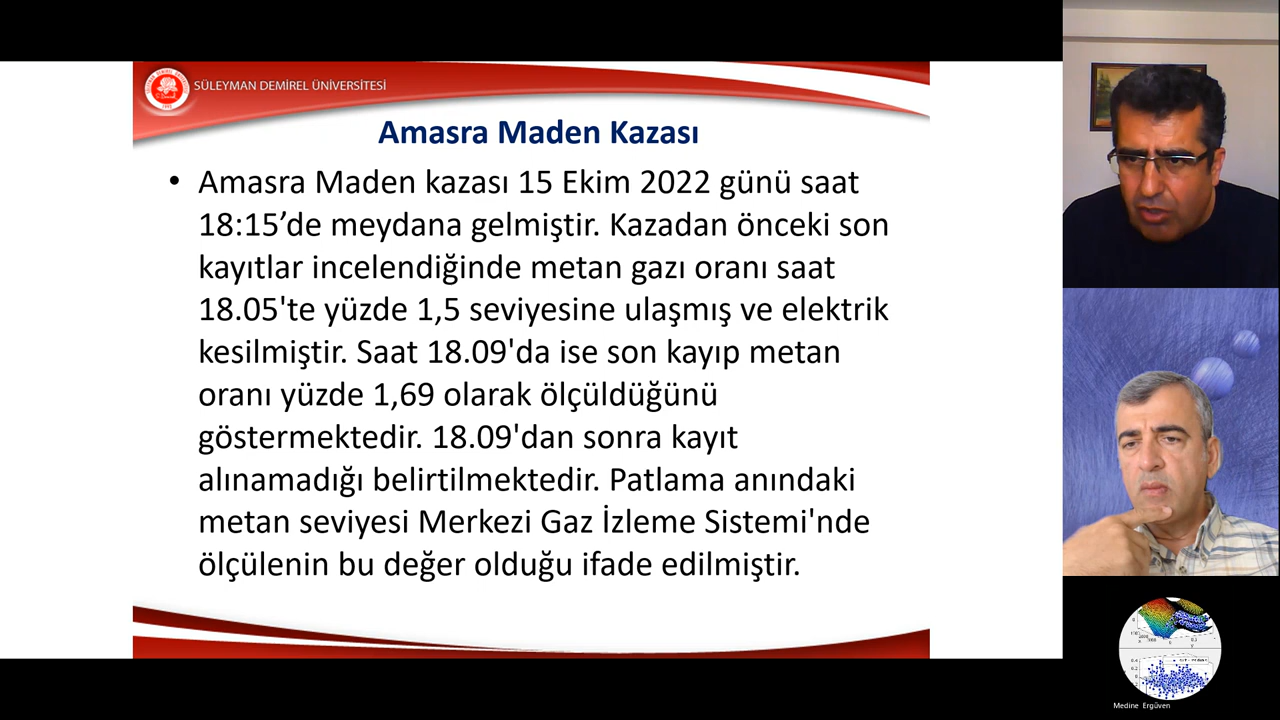 SÜLEYMAN DEMİREL ÜNİVERSİTESİ
Amasra Maden Kazası
• Amasra Maden kazası 15 Ekim 2022 günü saat
18:15’de meydana gelmiştir. Kazadan önceki son
kayıtlar incelendiğinde metan gazı oranı saat
18.05'te yüzde 1,5 seviyesine ulaşmış ve elektrik
kesilmiştir. Saat 18.09'da ise son kayıp metan
oranı yüzde 1,69 olarak ölçüldüğünü
göstermektedir. 18.09'dan sonra kayıt
alınamadığı belirtilmektedir. Patlama anındaki
metan seviyesi Merkezi Gaz İzleme Sistemi'nde
ölçülenin bu değer olduğu ifade edilmiştir.
Medine Ergüven